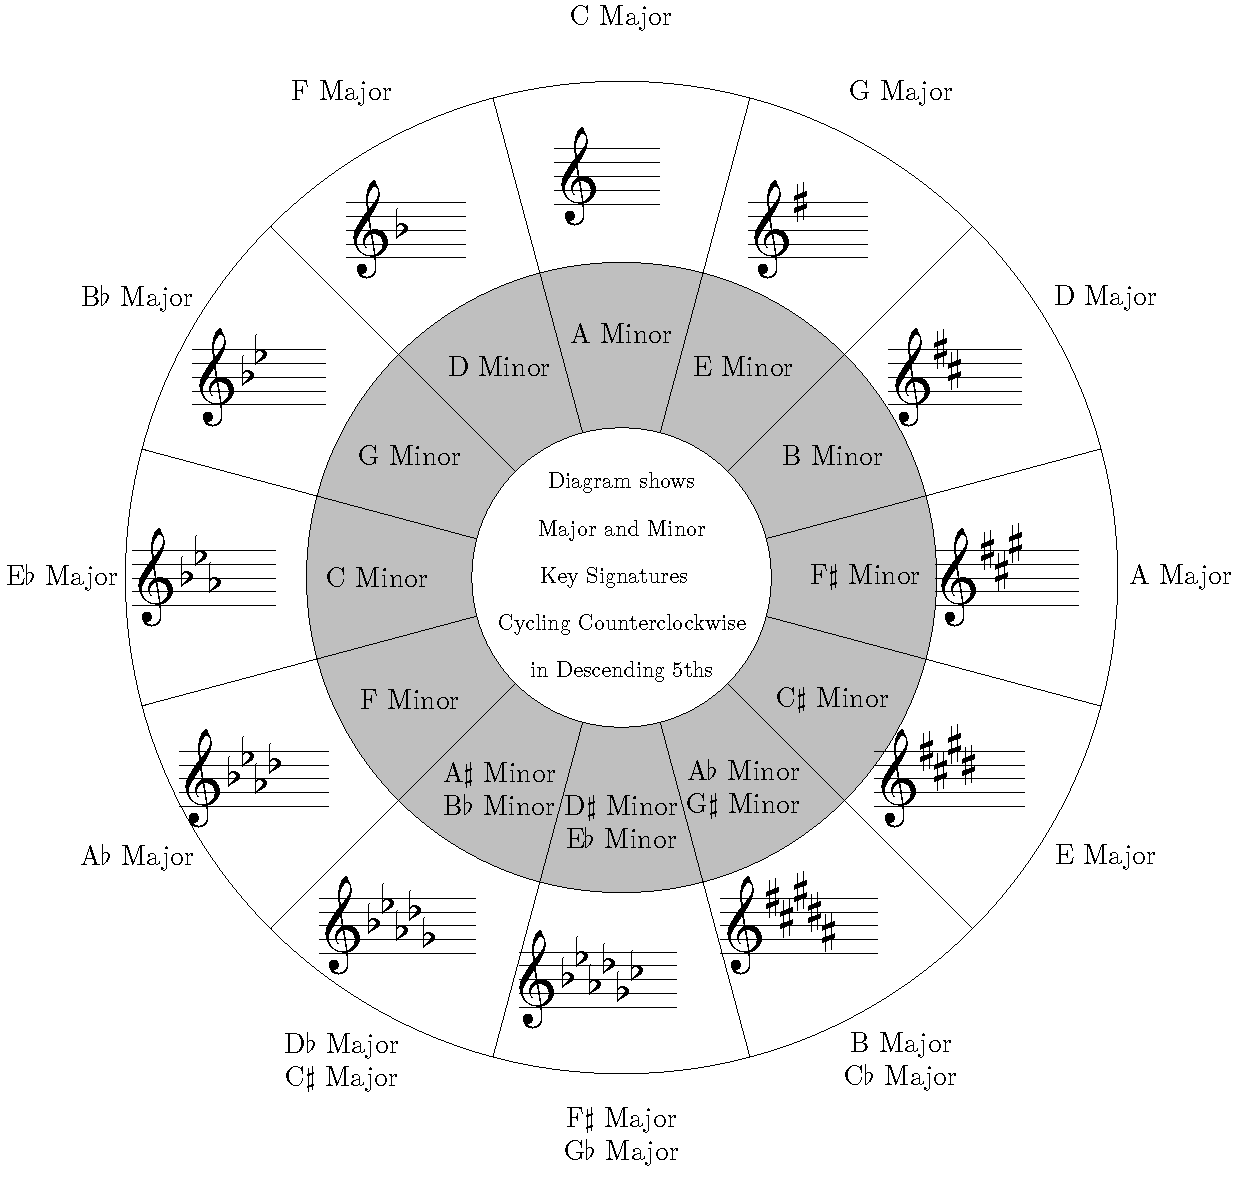 C Major
F Major
G Major
B♭ Major
D Major
A Minor
D Minor
E Minor
G Minor
B Minor
Diagram shows
Major and Minor
Key Signatures
Cycling Counterclockwise
in Descending 5ths
E♭ Major
C Minor
F♯ Minor
A Major
F Minor
C♯ Minor
A♯ Minor
B♭ Minor
D♯ Minor
E♭ Minor
A♭ Minor
G♯ Minor
A♭ Major
E Major
D♭ Major
C♯ Major
B Major
C♭ Major
F♯ Major
G♭ Major